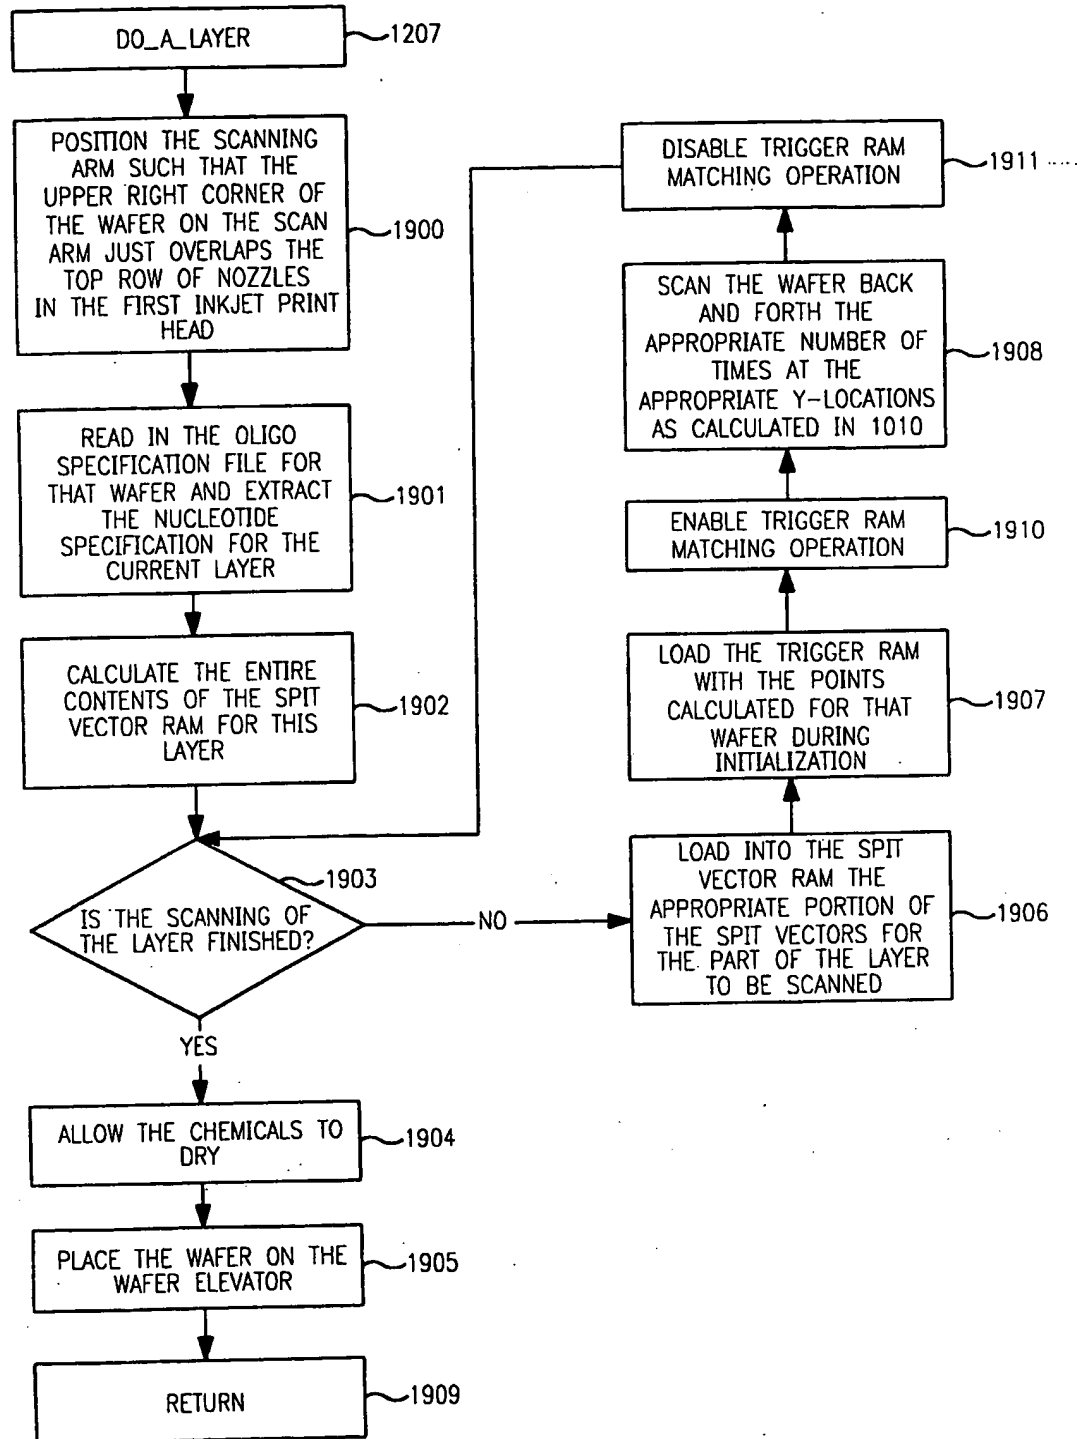 DO_A_LAYER
1207
POSITION THE SCANNING
ARM SUCH THAT THE
UPPER RIGHT CORNER OF
THE WAFER ON THE SCAN
ARM JUST OVERLAPS THE
TOP ROW OF NOZZLES
IN THE FIRST INKJET PRINT
HEAD
1900
READ IN THE OLIGO
SPECIFICATION FILE FOR
THAT WAFER AND EXTRACT
THE NUCLEOTIDE
SPECIFICATION FOR THE
CURRENT LAYER
1901
CALCULATE THE ENTIRE
CONTENTS OF THE SPIT
VECTOR RAM FOR THIS
LAYER
1902
IS THE SCANNING OF
THE LAYER FINISHED?
1903
NO
YES
ALLOW THE CHEMICALS TO
DRY
1904
PLACE THE WAFER ON THE
WAFER ELEVATOR
1905
RETURN
1909
DISABLE TRIGGER RAM
MATCHING OPERATION
1911
SCAN THE WAFER BACK
AND FORTH THE
APPROPRIATE NUMBER OF
TIMES AT THE
APPROPRIATE Y-LOCATIONS
AS CALCULATED IN 1010
1908
ENABLE TRIGGER RAM
MATCHING OPERATION
1910
LOAD THE TRIGGER RAM
WITH THE POINTS
CALCULATED FOR THAT
WAFER DURING
INITIALIZATION
1907
LOAD INTO THE SPIT
VECTOR RAM THE
APPROPRIATE PORTION OF
THE SPIT VECTORS FOR
THE PART OF THE LAYER
TO BE SCANNED
1906